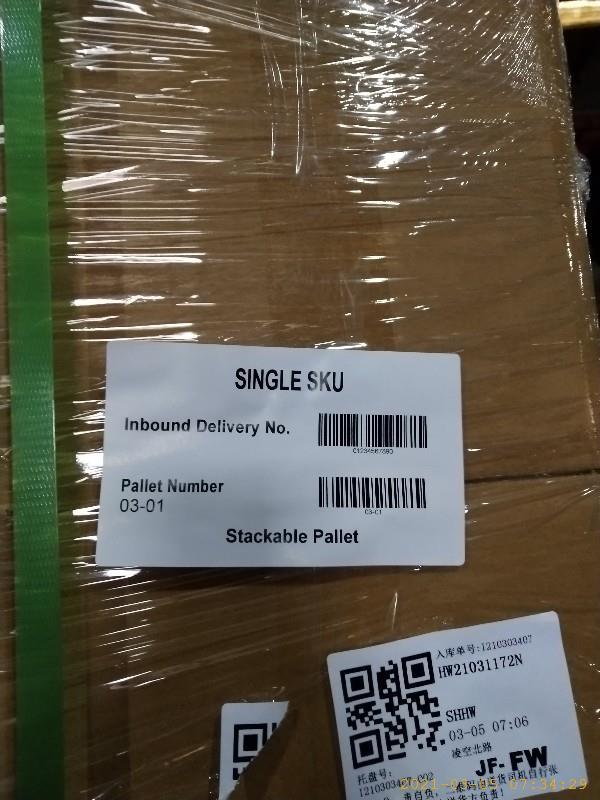 SINGLE SKU
Inbound Delivery No.
01234567890
Pallet Number
03-01
03-01
Stackable Pallet
入库单号:1210303407
HW21031172N
SHHW
03-05 07:06
凌空北路
JF-FW
托盘号: